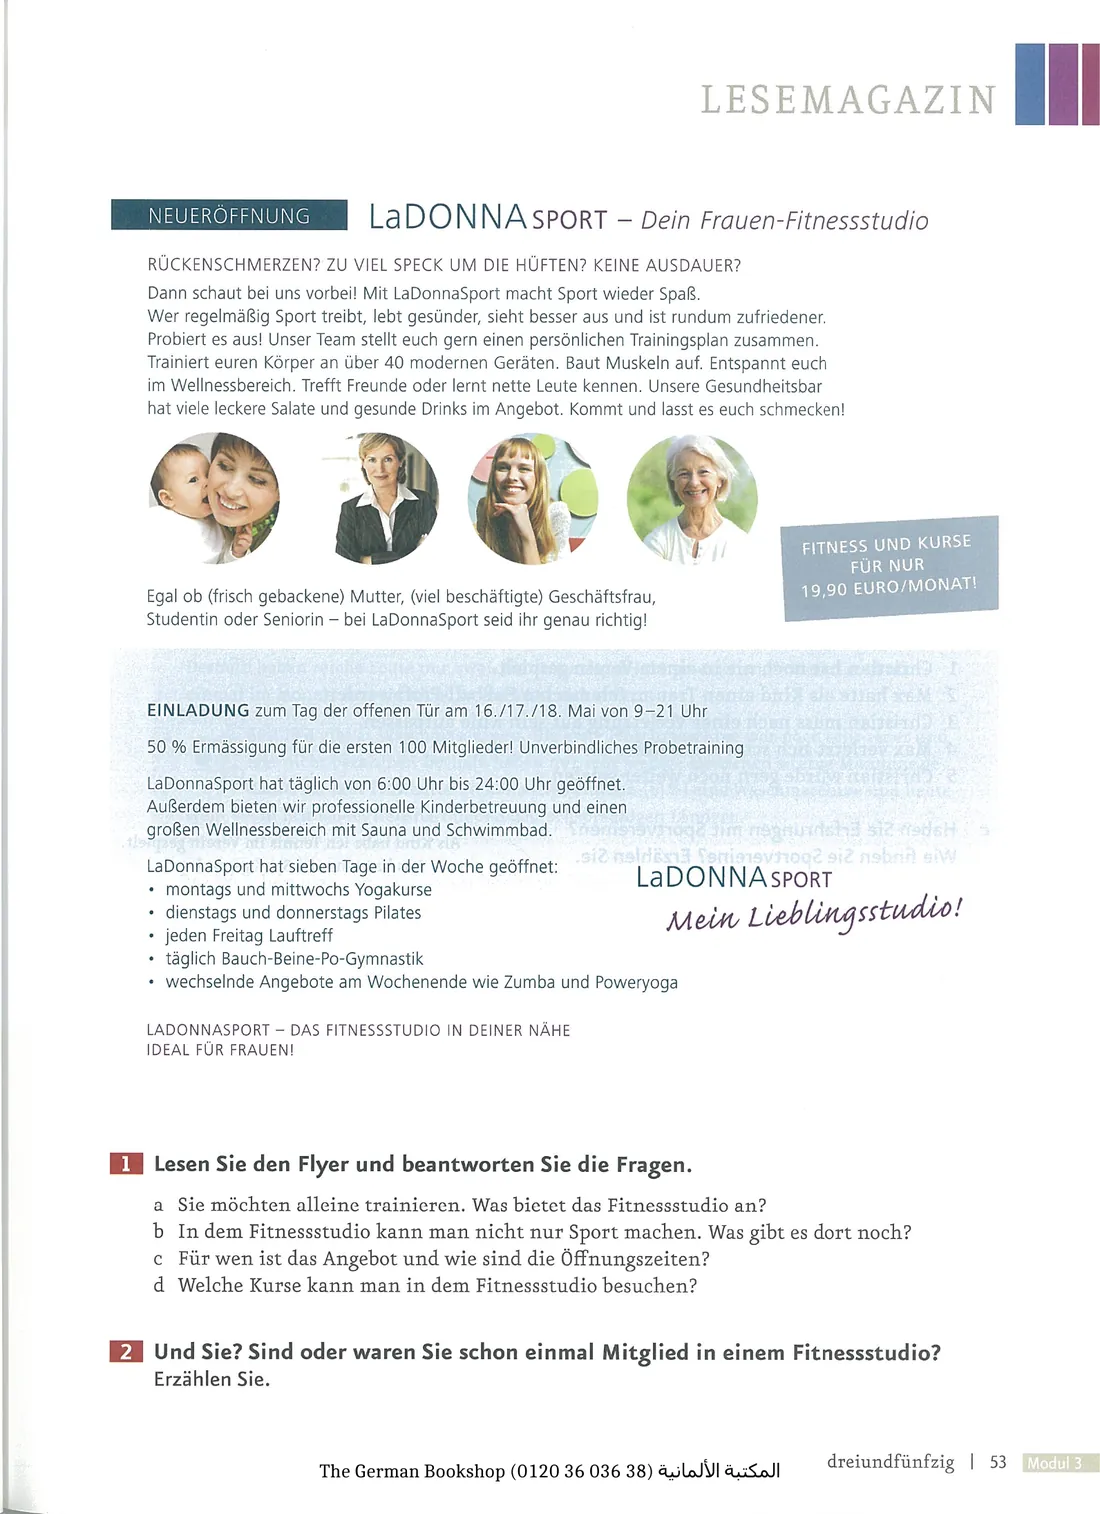 LESEMAGAZIN
NEUERÖFFNUNG
LaDONNA SPORT – Dein Frauen-Fitnessstudio
RÜCKENSCHMERZEN? ZU VIEL SPECK UM DIE HÜFTEN? KEINE AUSDAUER?
Dann schaut bei uns vorbei! Mit LaDonnaSport macht Sport wieder Spaß.
Wer regelmäßig Sport treibt, lebt gesünder, sieht besser aus und ist rundum zufriedener.
Probiert es aus! Unser Team stellt euch gern einen persönlichen Trainingsplan zusammen.
Trainiert euren Körper an über 40 modernen Geräten. Baut Muskeln auf. Entspannt euch
im Wellnessbereich. Trefft Freunde oder lernt nette Leute kennen. Unsere Gesundheitsbar
hat viele leckere Salate und gesunde Drinks im Angebot. Kommt und lasst es euch schmecken!
FITNESS UND KURSE
FÜR NUR
19,90 EURO/MONAT!
Egal ob (frisch gebackene) Mutter, (viel beschäftigte) Geschäftsfrau,
Studentin oder Seniorin – bei LaDonnaSport seid ihr genau richtig!
EINLADUNG zum Tag der offenen Tür am 16./17./18. Mai von 9–21 Uhr
50 % Ermässigung für die ersten 100 Mitglieder! Unverbindliches Probetraining
LaDonnaSport hat täglich von 6:00 Uhr bis 24:00 Uhr geöffnet.
Außerdem bieten wir professionelle Kinderbetreuung und einen
großen Wellnessbereich mit Sauna und Schwimmbad.
LaDonnaSport hat sieben Tage in der Woche geöffnet:
• montags und mittwochs Yogakurse
• dienstags und donnerstags Pilates
• jeden Freitag Lauftreff
• täglich Bauch-Beine-Po-Gymnastik
• wechselnde Angebote am Wochenende wie Zumba und Poweryoga
LaDONNA SPORT
Mein Lieblingsstudio!
LADONNASPORT – DAS FITNESSSTUDIO IN DEINER NÄHE
IDEAL FÜR FRAUEN!
1 Lesen Sie den Flyer und beantworten Sie die Fragen.
a Sie möchten alleine trainieren. Was bietet das Fitnessstudio an?
b In dem Fitnessstudio kann man nicht nur Sport machen. Was gibt es dort noch?
c Für wen ist das Angebot und wie sind die Öffnungszeiten?
d Welche Kurse kann man in dem Fitnessstudio besuchen?
2 Und Sie? Sind oder waren Sie schon einmal Mitglied in einem Fitnessstudio?
Erzählen Sie.
dreiundfünfzig | 53 Modul 3
The German Bookshop (0120 36 036 38) المكتبة الألمانية